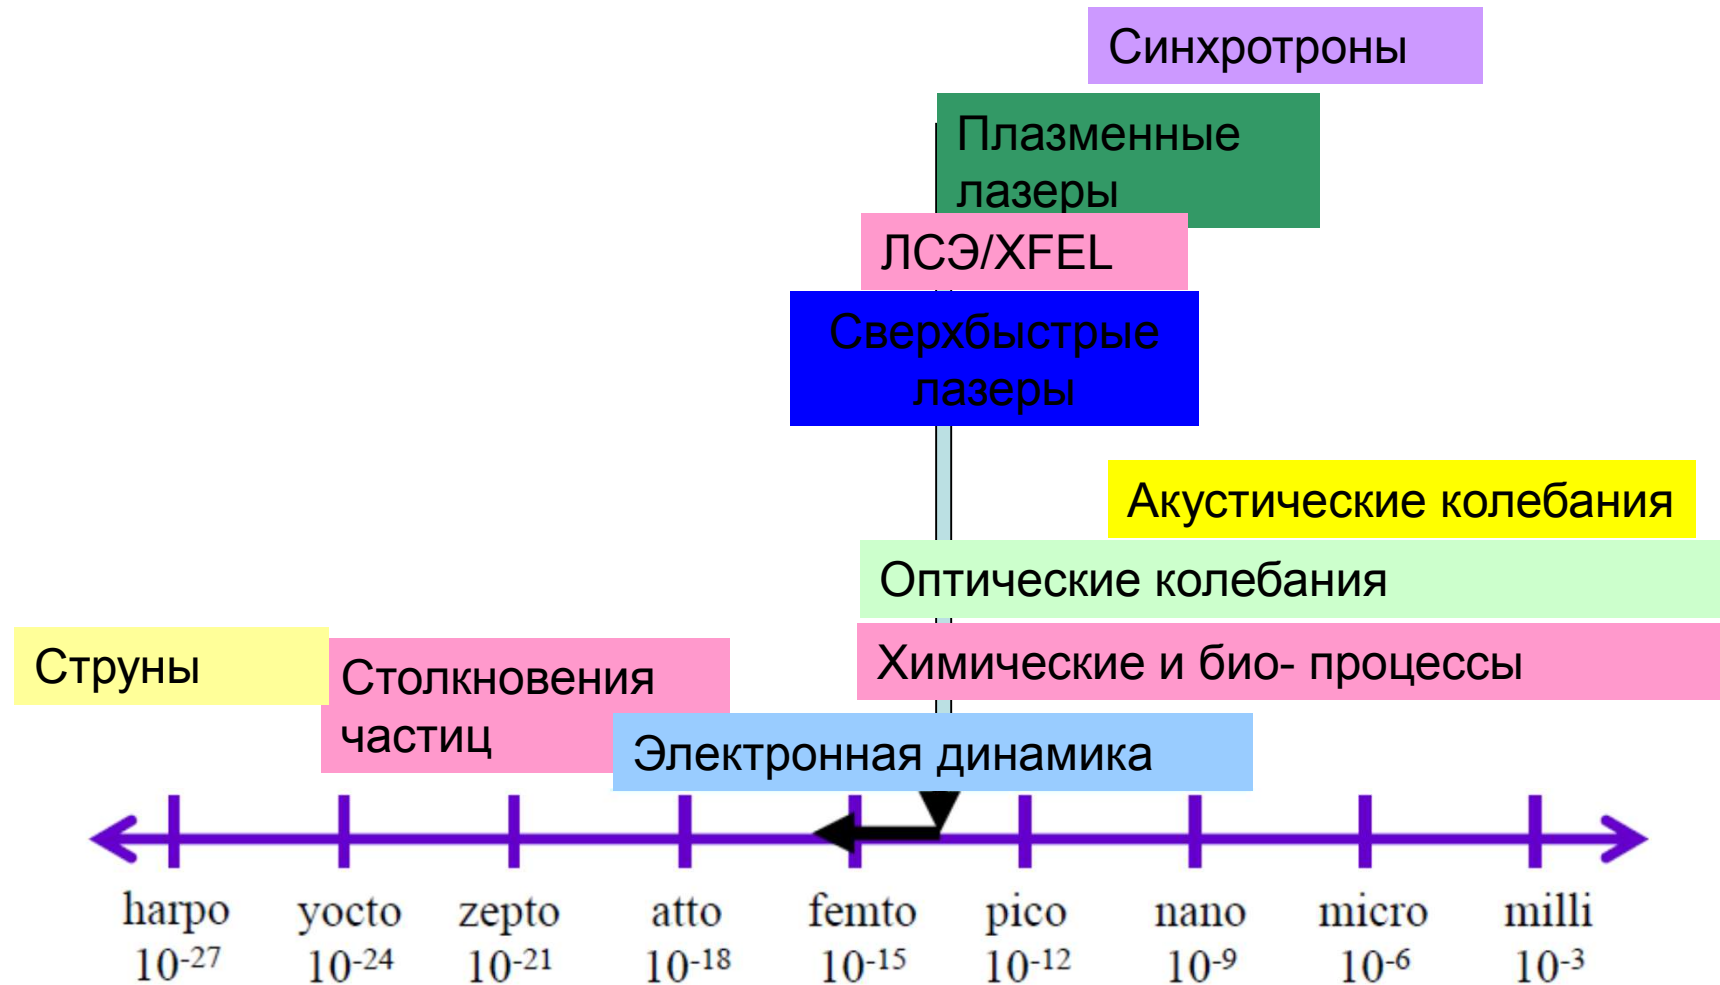 Синхротроны
Плазменные
лазеры
ЛСЭ/XFEL
Сверхбыстрые
лазеры
Акустические колебания
Оптические колебания
Химические и био- процессы
Струны
Столкновения
частиц
Электронная динамика
harpo yocto zepto atto femto pico nano micro milli
10⁻²⁷ 10⁻²⁴ 10⁻²¹ 10⁻¹⁸ 10⁻¹⁵ 10⁻¹² 10⁻⁹ 10⁻⁶ 10⁻³